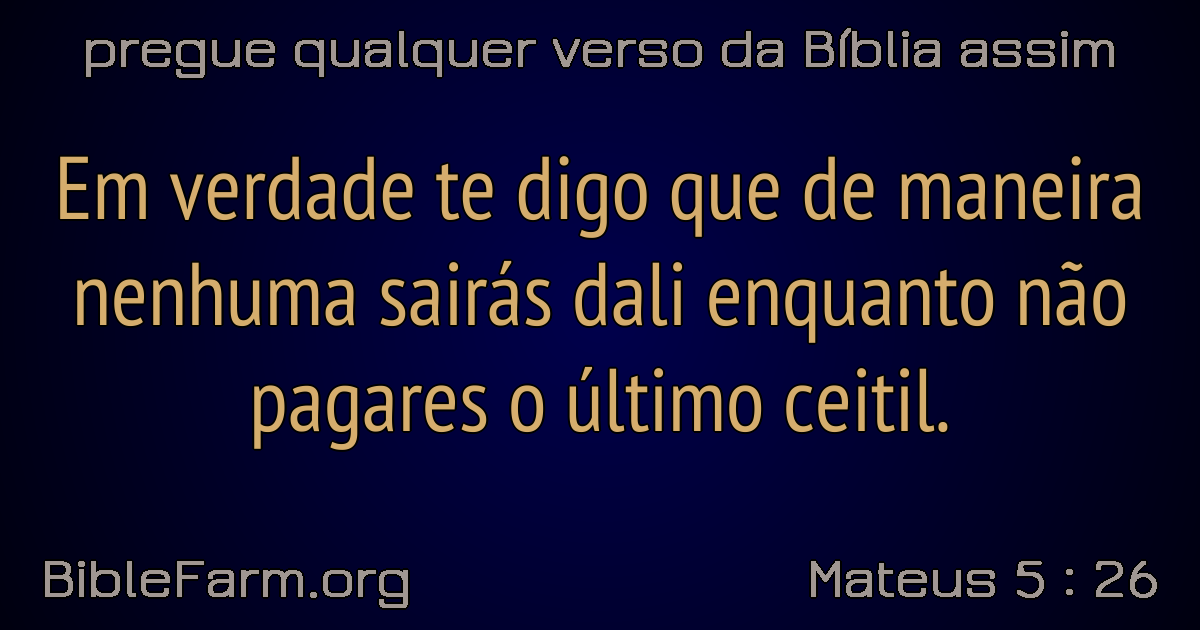 pregue qualquer verso da Bíblia assim
Em verdade te digo que de maneira
nenhuma sairás dali enquanto não
pagares o último ceitil.
BibleFarm.org
Mateus 5 : 26